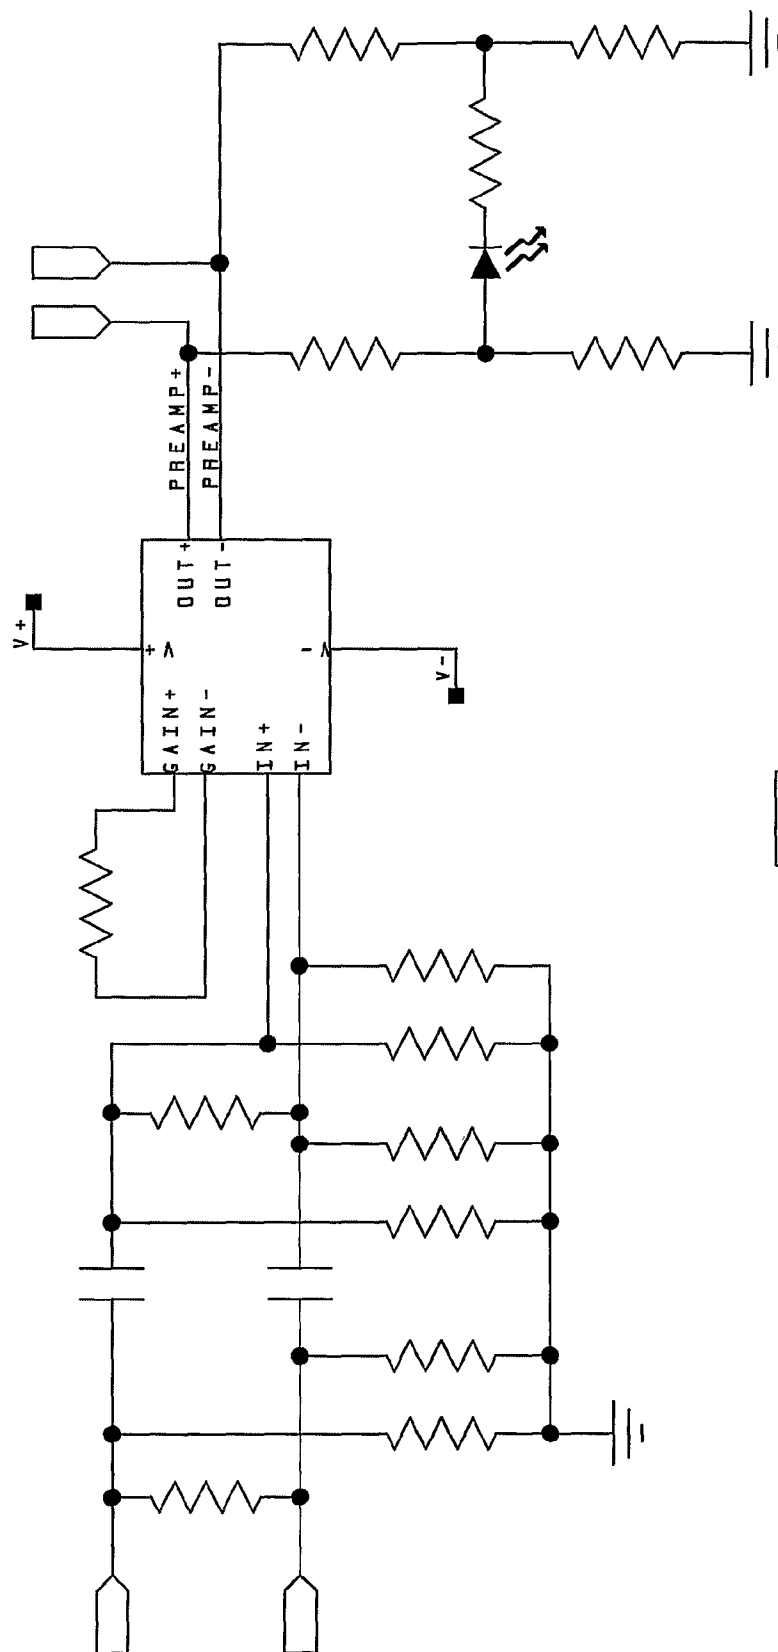 PREAMP+
PREAMP-
OUT+
OUT-
V+
+V
-V
V-
GAIN+
GAIN-
IN+
IN-